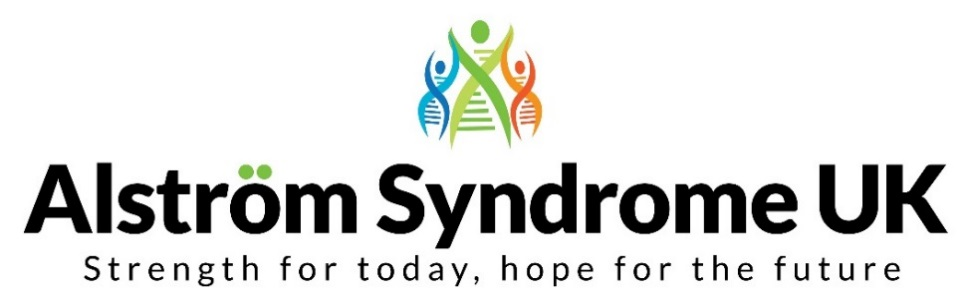 Alström Syndrome UK
Strength for today, hope for the future